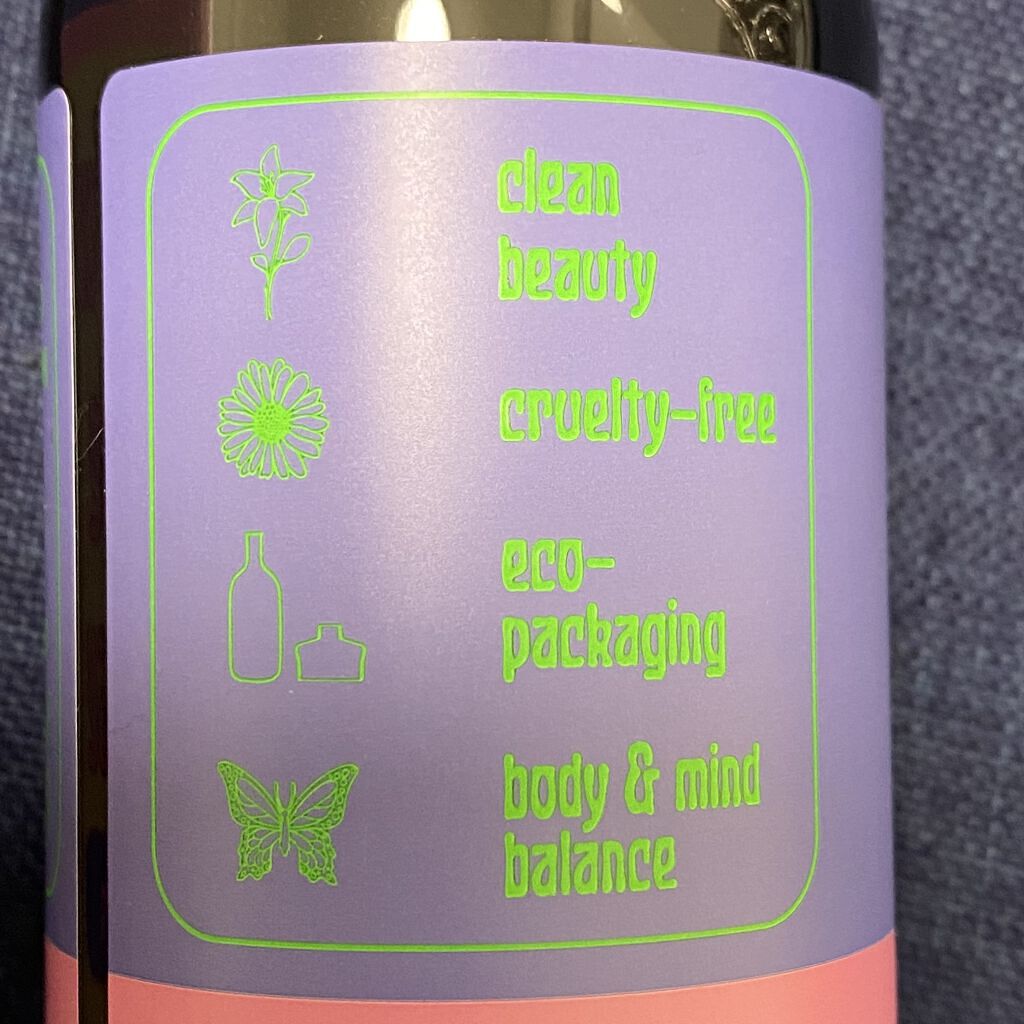 clean
beauty
cruelty-free
eco-
packaging
body & mind
balance